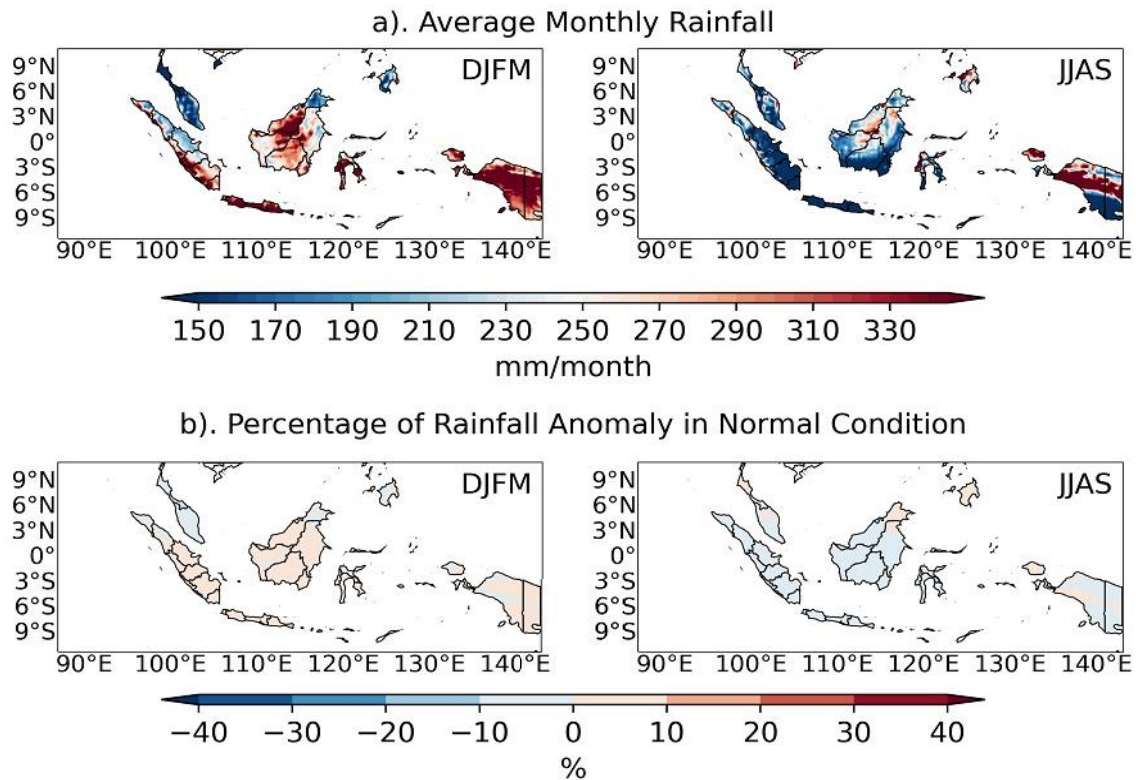 a). Average Monthly Rainfall
DJFM
9°N
6°N
3°N
0°
3°S
6°S
9°S
90°E 100°E 110°E 120°E 130°E 140°E
JJAS
9°N
6°N
3°N
0°
3°S
6°S
9°S
90°E 100°E 110°E 120°E 130°E 140°E
150 170 190 210 230 250 270 290 310 330
mm/month
b). Percentage of Rainfall Anomaly in Normal Condition
DJFM
9°N
6°N
3°N
0°
3°S
6°S
9°S
90°E 100°E 110°E 120°E 130°E 140°E
JJAS
9°N
6°N
3°N
0°
3°S
6°S
9°S
90°E 100°E 110°E 120°E 130°E 140°E
−40 −30 −20 −10 0 10 20 30 40
%